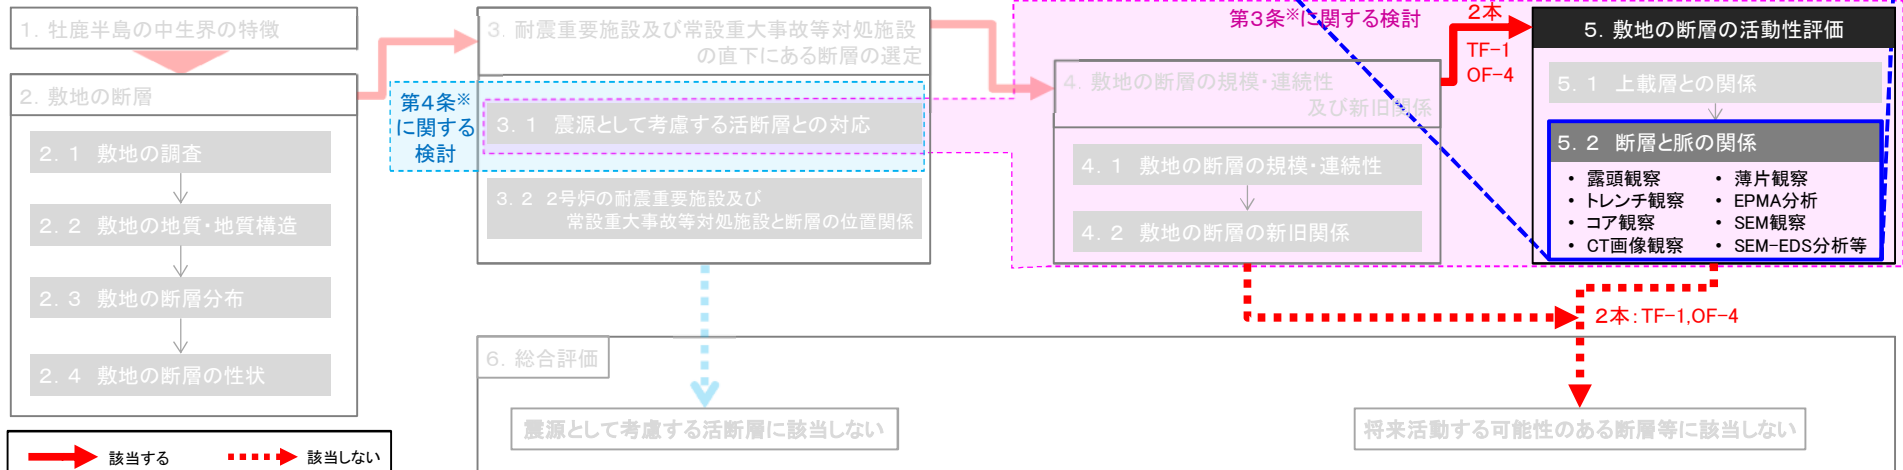 1. 牡鹿半島の中生界の特徴
2. 敷地の断層
2. 1 敷地の調査
2. 2 敷地の地質・地質構造
2. 3 敷地の断層分布
2. 4 敷地の断層の性状
3. 耐震重要施設及び常設重大事故等対処施設
の直下にある断層の選定
第4条※
に関する
検討
3. 1 震源として考慮する活断層との対応
3. 2 2号炉の耐震重要施設及び
常設重大事故等対処施設と断層の位置関係
第3条※に関する検討
4. 敷地の断層の規模・連続性
及び新旧関係
4. 1 敷地の断層の規模・連続性
4. 2 敷地の断層の新旧関係
2本
TF-1
OF-4
5. 敷地の断層の活動性評価
5. 1 上載層との関係
5. 2 断層と脈の関係
• 露頭観察
• トレンチ観察
• コア観察
• CT画像観察
• 薄片観察
• EPMA分析
• SEM観察
• SEM-EDS分析等
2本：TF-1,OF-4
6. 総合評価
震源として考慮する活断層に該当しない
将来活動する可能性のある断層等に該当しない
該当する
該当しない